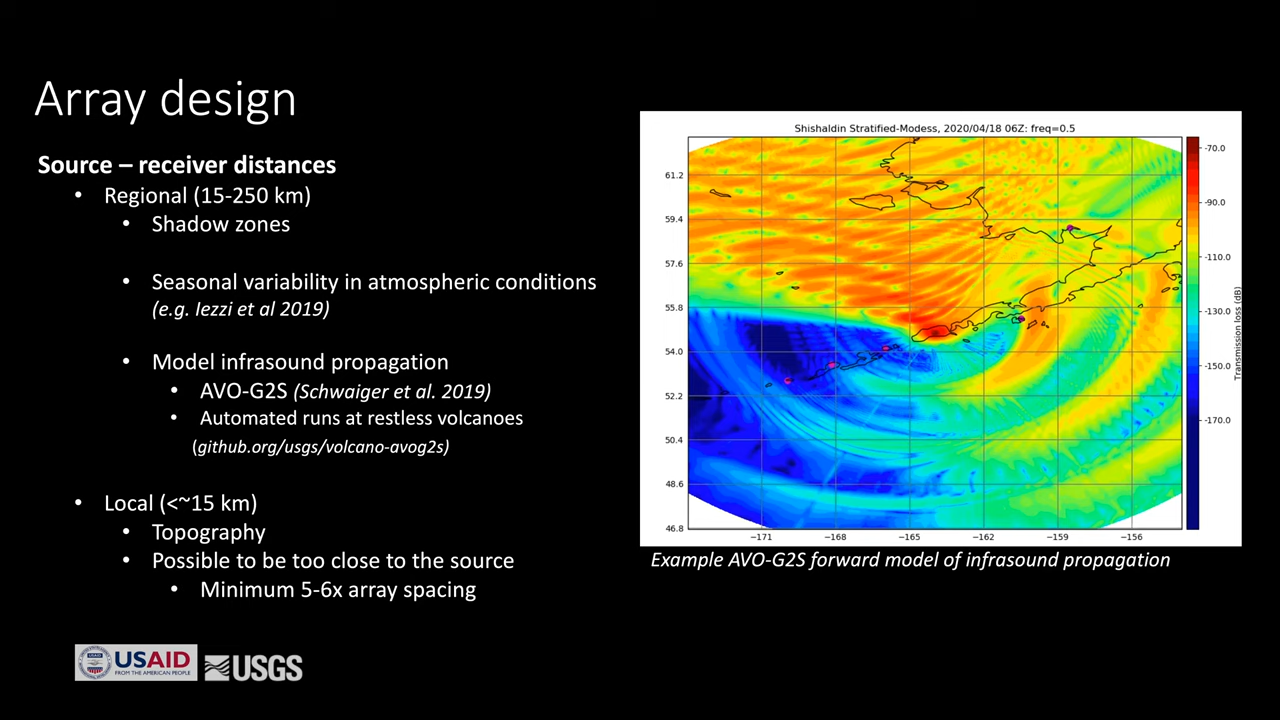 Array design
Source – receiver distances
• Regional (15-250 km)
• Shadow zones
• Seasonal variability in atmospheric conditions
(e.g. Iezzi et al 2019)
• Model infrasound propagation
• AVO-G2S (Schwaiger et al. 2019)
• Automated runs at restless volcanoes
(github.org/usgs/volcano-avog2s)
• Local (<~15 km)
• Topography
• Possible to be too close to the source
• Minimum 5-6x array spacing
USAID
FROM THE AMERICAN PEOPLE
USGS
Shishaldin Stratified-Modess, 2020/04/18 06Z: freq=0.5
61.2
59.4
57.6
55.8
54.0
52.2
50.4
48.6
46.8
−171
−168
−165
−162
−159
−156
-70.0
-90.0
-110.0
-130.0
-150.0
-170.0
Transmission loss (dB)
Example AVO-G2S forward model of infrasound propagation